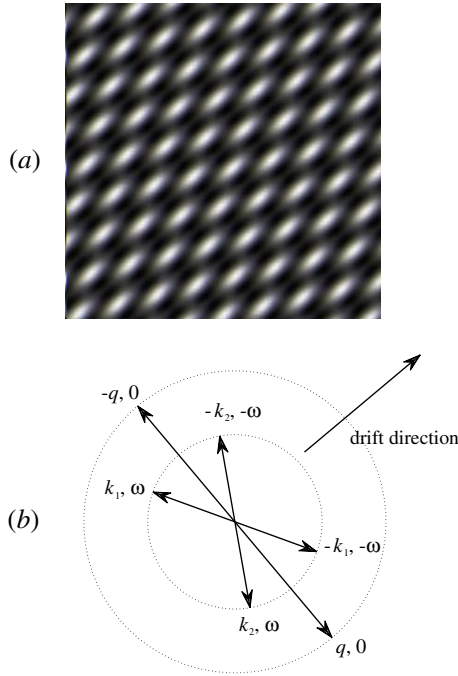 (a)
-q, 0
-k₂, -ω
drift direction
k₁, ω
(b)
-k₁, -ω
k₂, ω
q, 0